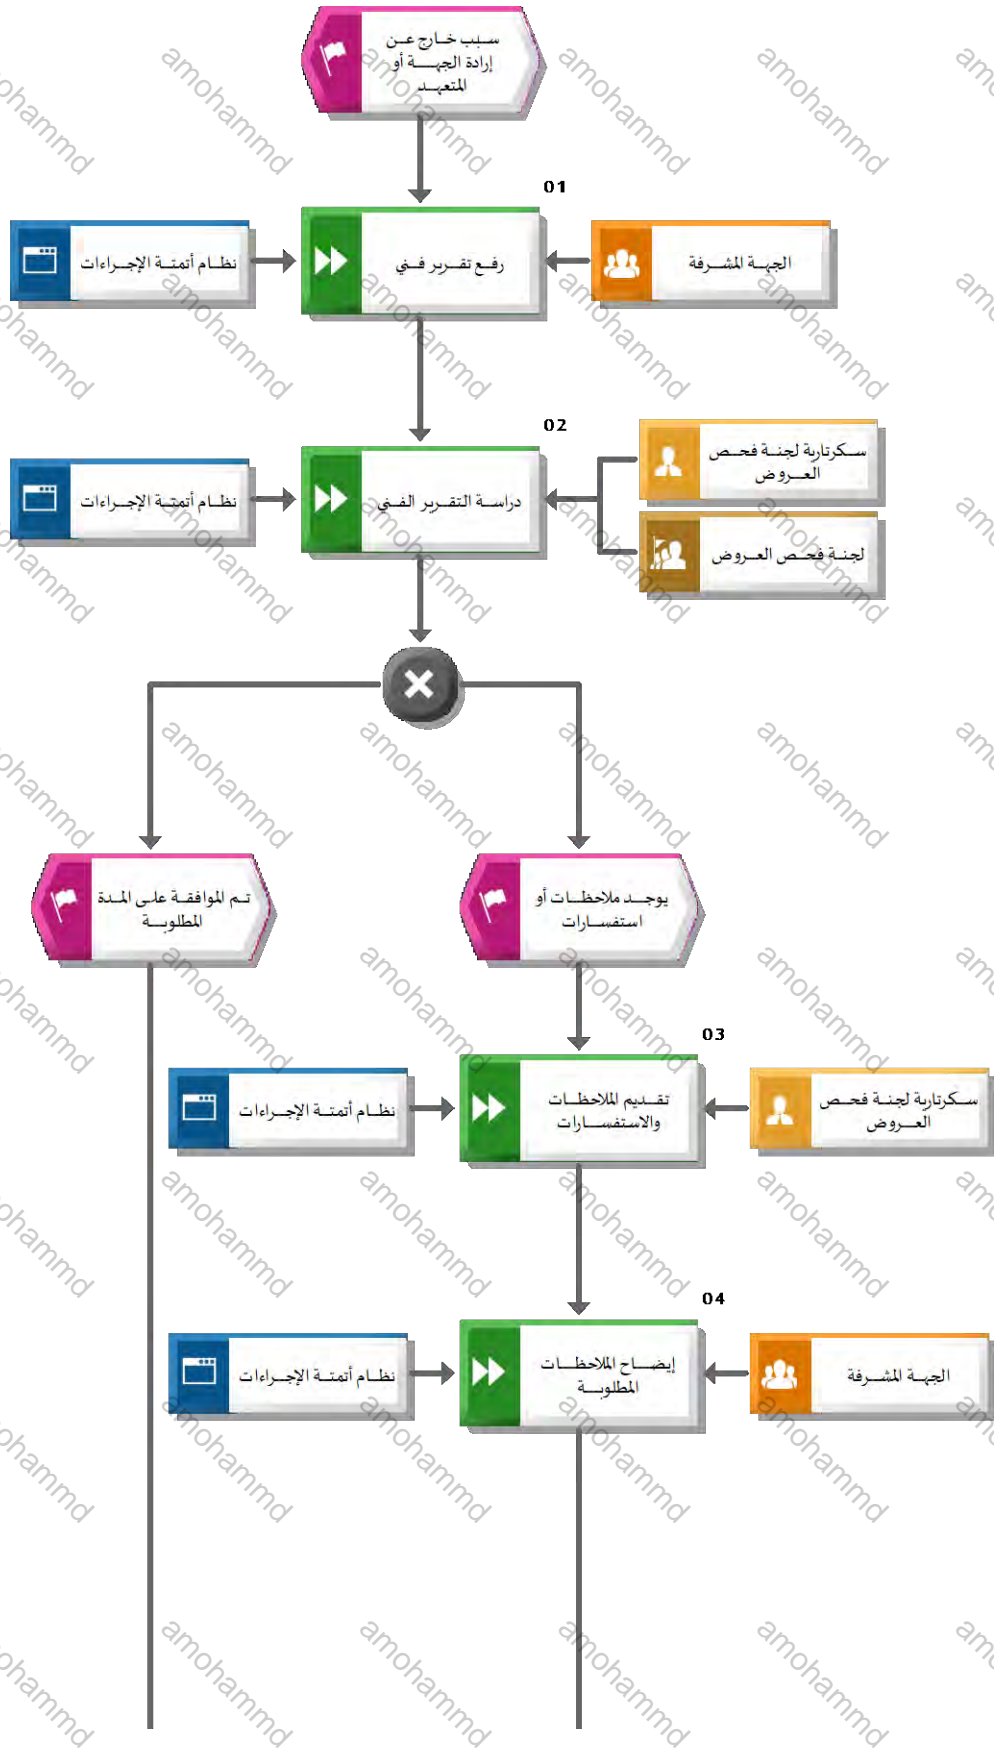 سبب خارج عن
إرادة الجهة أو
المتعهد
01
الجهة المشرفة
رفع تقرير فني
نظام أتمتة الإجراءات
02
سكرتارية لجنة فحص
العروض
لجنة فحص العروض
دراسة التقرير الفني
نظام أتمتة الإجراءات
يوجد ملاحظات أو
استفسارات
تم الموافقة على المدة
المطلوبة
03
سكرتارية لجنة فحص
العروض
تقديم الملاحظات
والاستفسارات
نظام أتمتة الإجراءات
04
الجهة المشرفة
إيضاح الملاحظات
المطلوبة
نظام أتمتة الإجراءات
amohammd